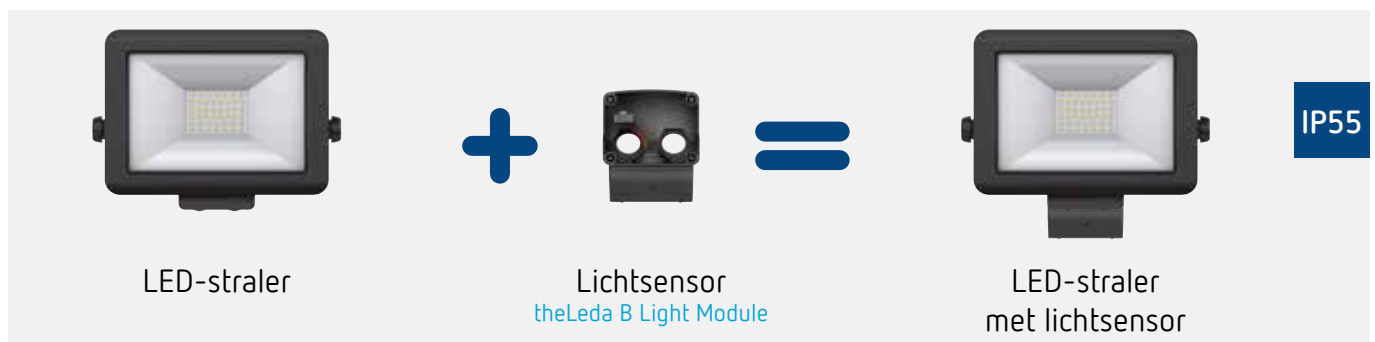 IP55
LED-straler
Lichtsensor
theLeda B Light Module
LED-straler
met lichtsensor